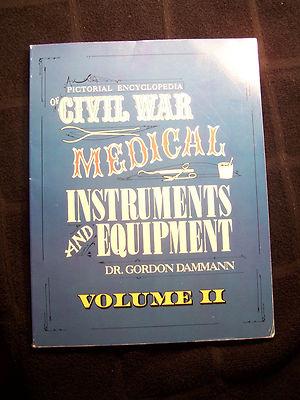 PICTORIAL ENCYCLOPEDIA
OF CIVIL WAR
MEDICAL
INSTRUMENTS
AND EQUIPMENT
DR. GORDON DAMMANN
VOLUME II